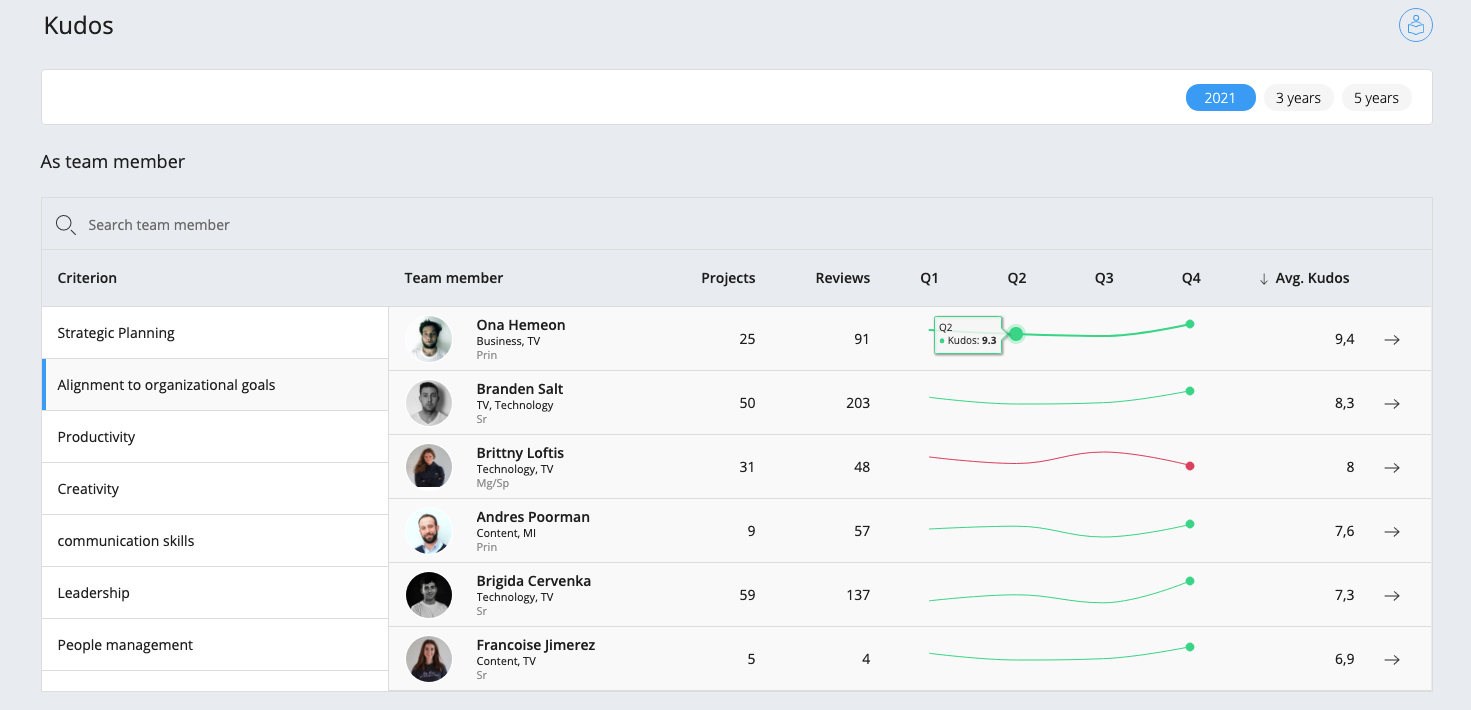 Kudos
2021 3 years 5 years
As team member
Search team member
Criterion Team member Projects Reviews Q1 Q2 Q3 Q4 ↓ Avg. Kudos
Strategic Planning
Alignment to organizational goals
Productivity
Creativity
communication skills
Leadership
People management
Ona Hemeon
Business, TV
Prin
25 91
Q2
Kudos: 9.3
9,4 →
Branden Salt
TV, Technology
Sr
50 203 8,3 →
Brittny Loftis
Technology, TV
Mg/Sp
31 48 8 →
Andres Poorman
Content, MI
Prin
9 57 7,6 →
Brigida Cervenka
Technology, TV
Sr
59 137 7,3 →
Francoise Jimerez
Content, TV
Sr
5 4 6,9 →